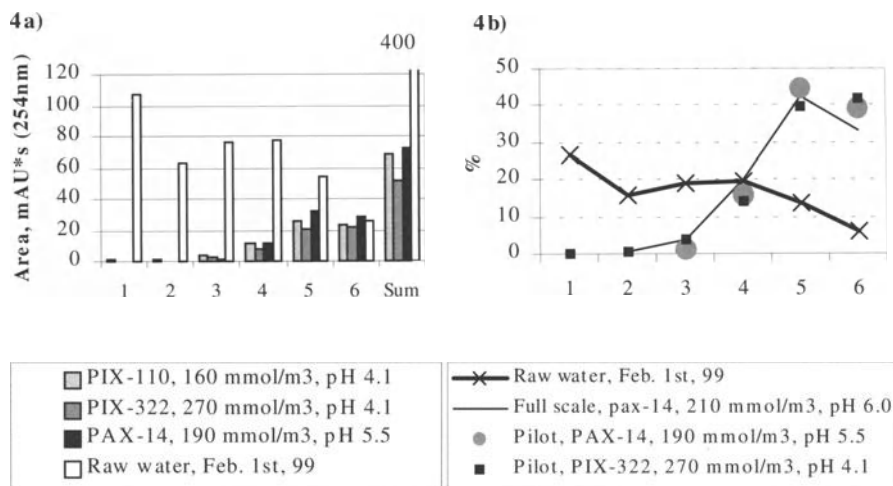 4a)
400
Area, mAU*s (254nm)
120
100
80
60
40
20
0
1 2 3 4 5 6 Sum
4b)
%
50
40
30
20
10
0
1 2 3 4 5 6
PIX-110, 160 mmol/m3, pH 4.1
PIX-322, 270 mmol/m3, pH 4.1
PAX-14, 190 mmol/m3, pH 5.5
Raw water, Feb. 1st, 99
Raw water, Feb. 1st, 99
Full scale, pax-14, 210 mmol/m3, pH 6.0
Pilot, PAX-14, 190 mmol/m3, pH 5.5
Pilot, PIX-322, 270 mmol/m3, pH 4.1